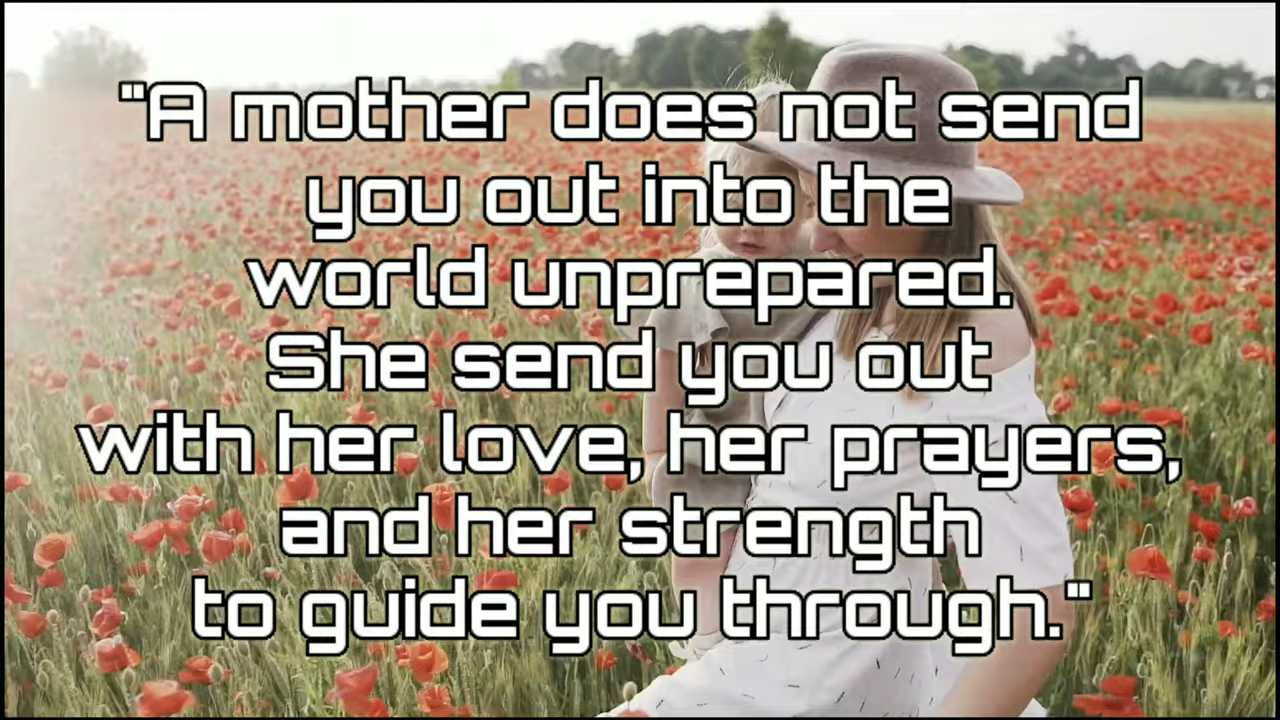 "A mother does not send
you out into the
world unprepared.
She send you out
with her love, her prayers,
and her strength
to guide you through."